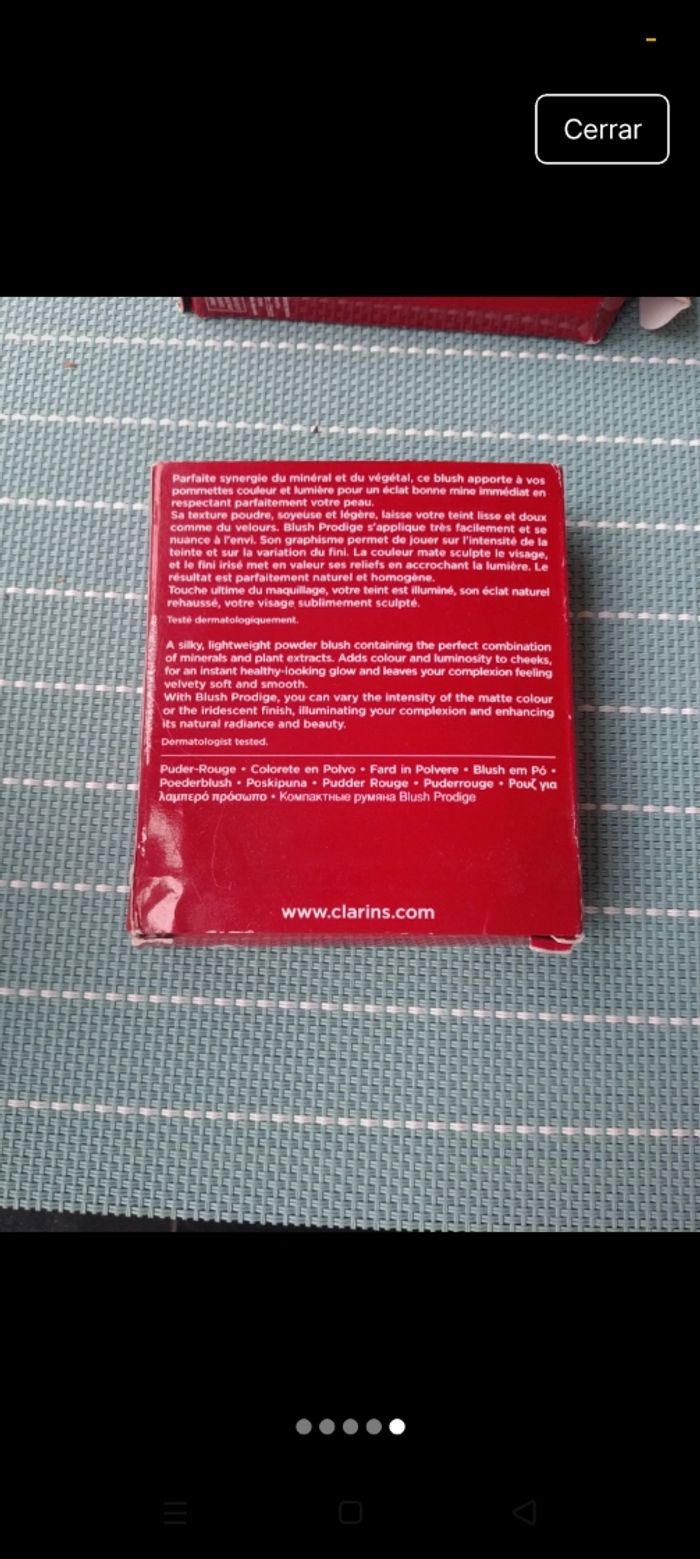 Cerrar
Parfaite synergie du minéral et du végétal, ce blush apporte à vos
pommettes couleur et lumière pour un éclat bonne mine immédiat en
respectant parfaitement votre peau.
Sa texture poudre, soyeuse et légère, laisse votre teint lisse et doux
comme du velours. Blush Prodige s'applique très facilement et se
nuance à l'envi. Son graphisme permet de jouer sur l'intensité de la
teinte et sur la variation du fini. La couleur mate sculpte le visage,
et le fini irisé met en valeur ses reliefs en accrochant la lumière. Le
résultat est parfaitement naturel et homogène.
Touche ultime du maquillage, votre teint est illuminé, son éclat naturel
rehaussé, votre visage sublimement sculpté.
Testé dermatologiquement.
A silky, lightweight powder blush containing the perfect combination
of minerals and plant extracts. Adds colour and luminosity to cheeks,
for an instant healthy-looking glow and leaves your complexion feeling
velvety soft and smooth.
With Blush Prodige, you can vary the intensity of the matte colour
or the iridescent finish, illuminating your complexion and enhancing
its natural radiance and beauty.
Dermatologist tested.
Puder-Rouge • Colorete en Polvo • Fard in Polvere • Blush em Pó •
Poederblush • Poskipuna • Pudder Rouge • Puderrouge • Ρουζ για
λαμπερό πρόσωπο • Компактные румяна Blush Prodige
www.clarins.com